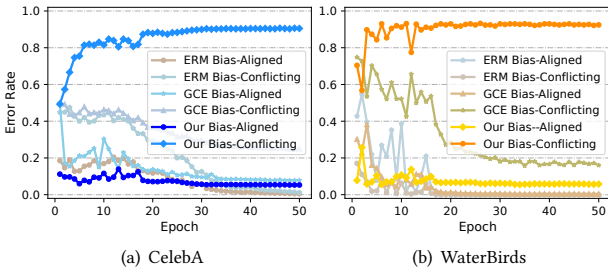 Error Rate
1.0
0.8
0.6
0.4
0.2
0.0
ERM Bias-Aligned
ERM Bias-Conflicting
GCE Bias-Aligned
GCE Bias-Conflicting
Our Bias-Aligned
Our Bias-Conflicting
0 10 20 30 40 50
Epoch
(a) CelebA
1.0
0.8
0.6
0.4
0.2
0.0
ERM Bias-Aligned
ERM Bias-Conflicting
GCE Bias-Aligned
GCE Bias-Conflicting
Our Bias--Aligned
Our Bias-Conflicting
0 10 20 30 40 50
Epoch
(b) WaterBirds